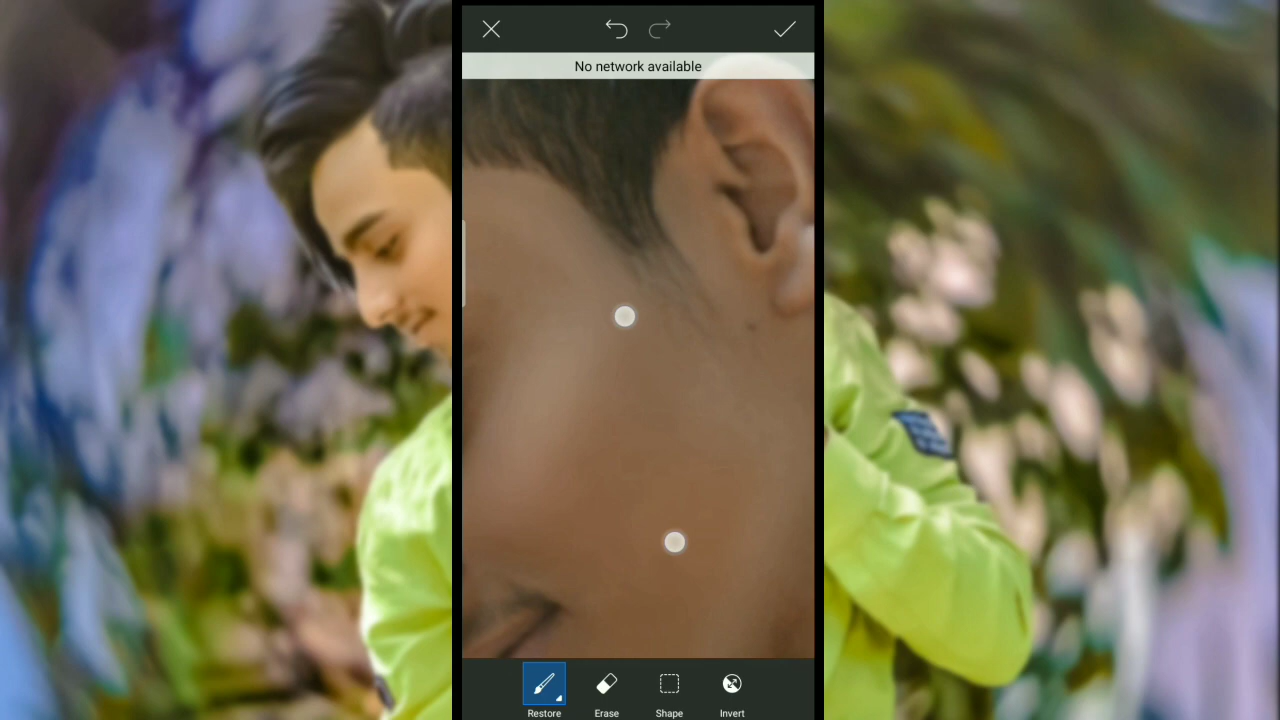 No network available
Restore
Erase
Shape
Invert